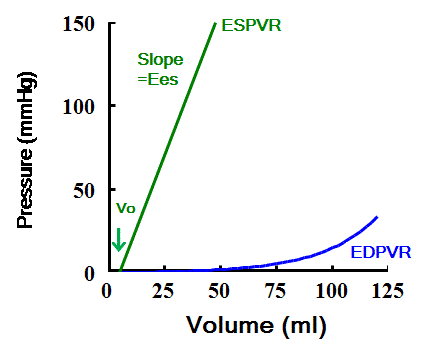 150
ESPVR
Slope
=Ees
100
Pressure (mmHg)
50
Vo
EDPVR
0
0
25
50
75
100
125
Volume (ml)